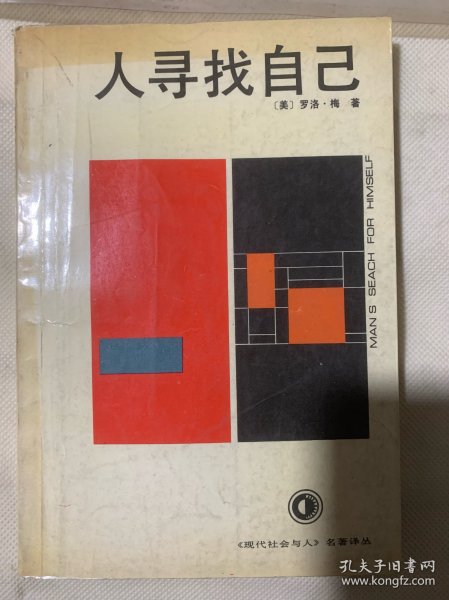 人寻找自己
〔美〕罗洛·梅 著
MAN S SEACH FOR HIMSELF
《现代社会与人》名著译丛
孔夫子旧书网
www.kongfz.com